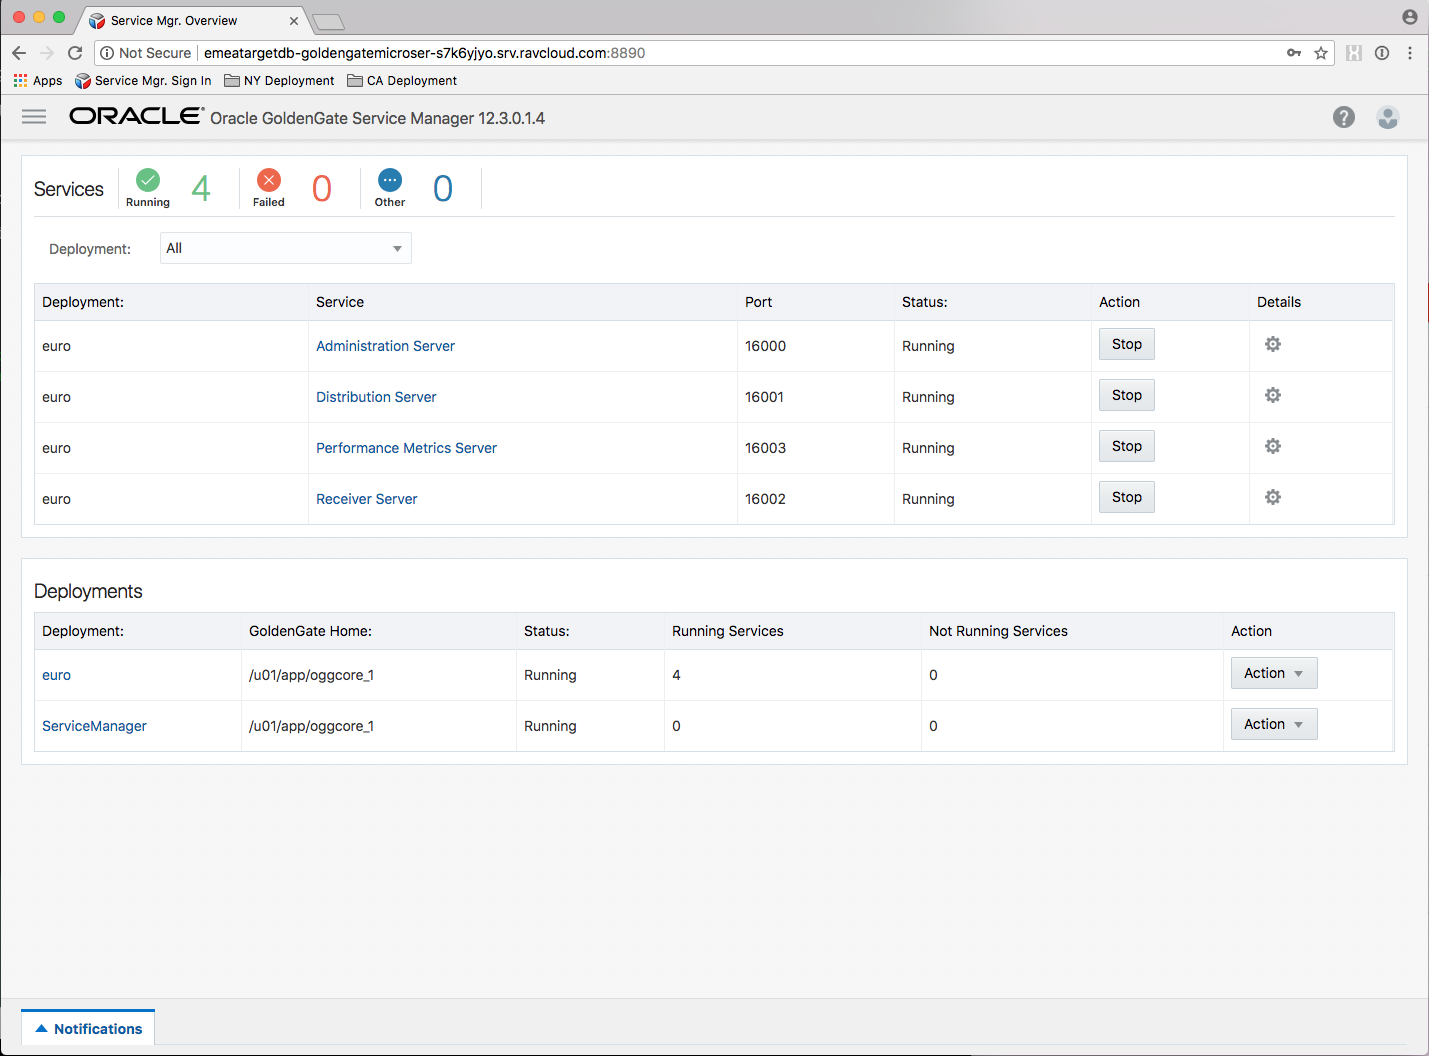 Service Mgr. Overview
Not Secure emeatargetdb-goldengatemicroser-s7k6yjyo.srv.ravcloud.com:8890
Apps Service Mgr. Sign In NY Deployment CA Deployment
ORACLE Oracle GoldenGate Service Manager 12.3.0.1.4
Services Running 4 Failed 0 Other 0
Deployment: All
Deployment: Service Port Status: Action Details
euro Administration Server 16000 Running Stop
euro Distribution Server 16001 Running Stop
euro Performance Metrics Server 16003 Running Stop
euro Receiver Server 16002 Running Stop
Deployments
Deployment: GoldenGate Home: Status: Running Services Not Running Services Action
euro /u01/app/oggcore_1 Running 4 0 Action
ServiceManager /u01/app/oggcore_1 Running 0 0 Action
Notifications